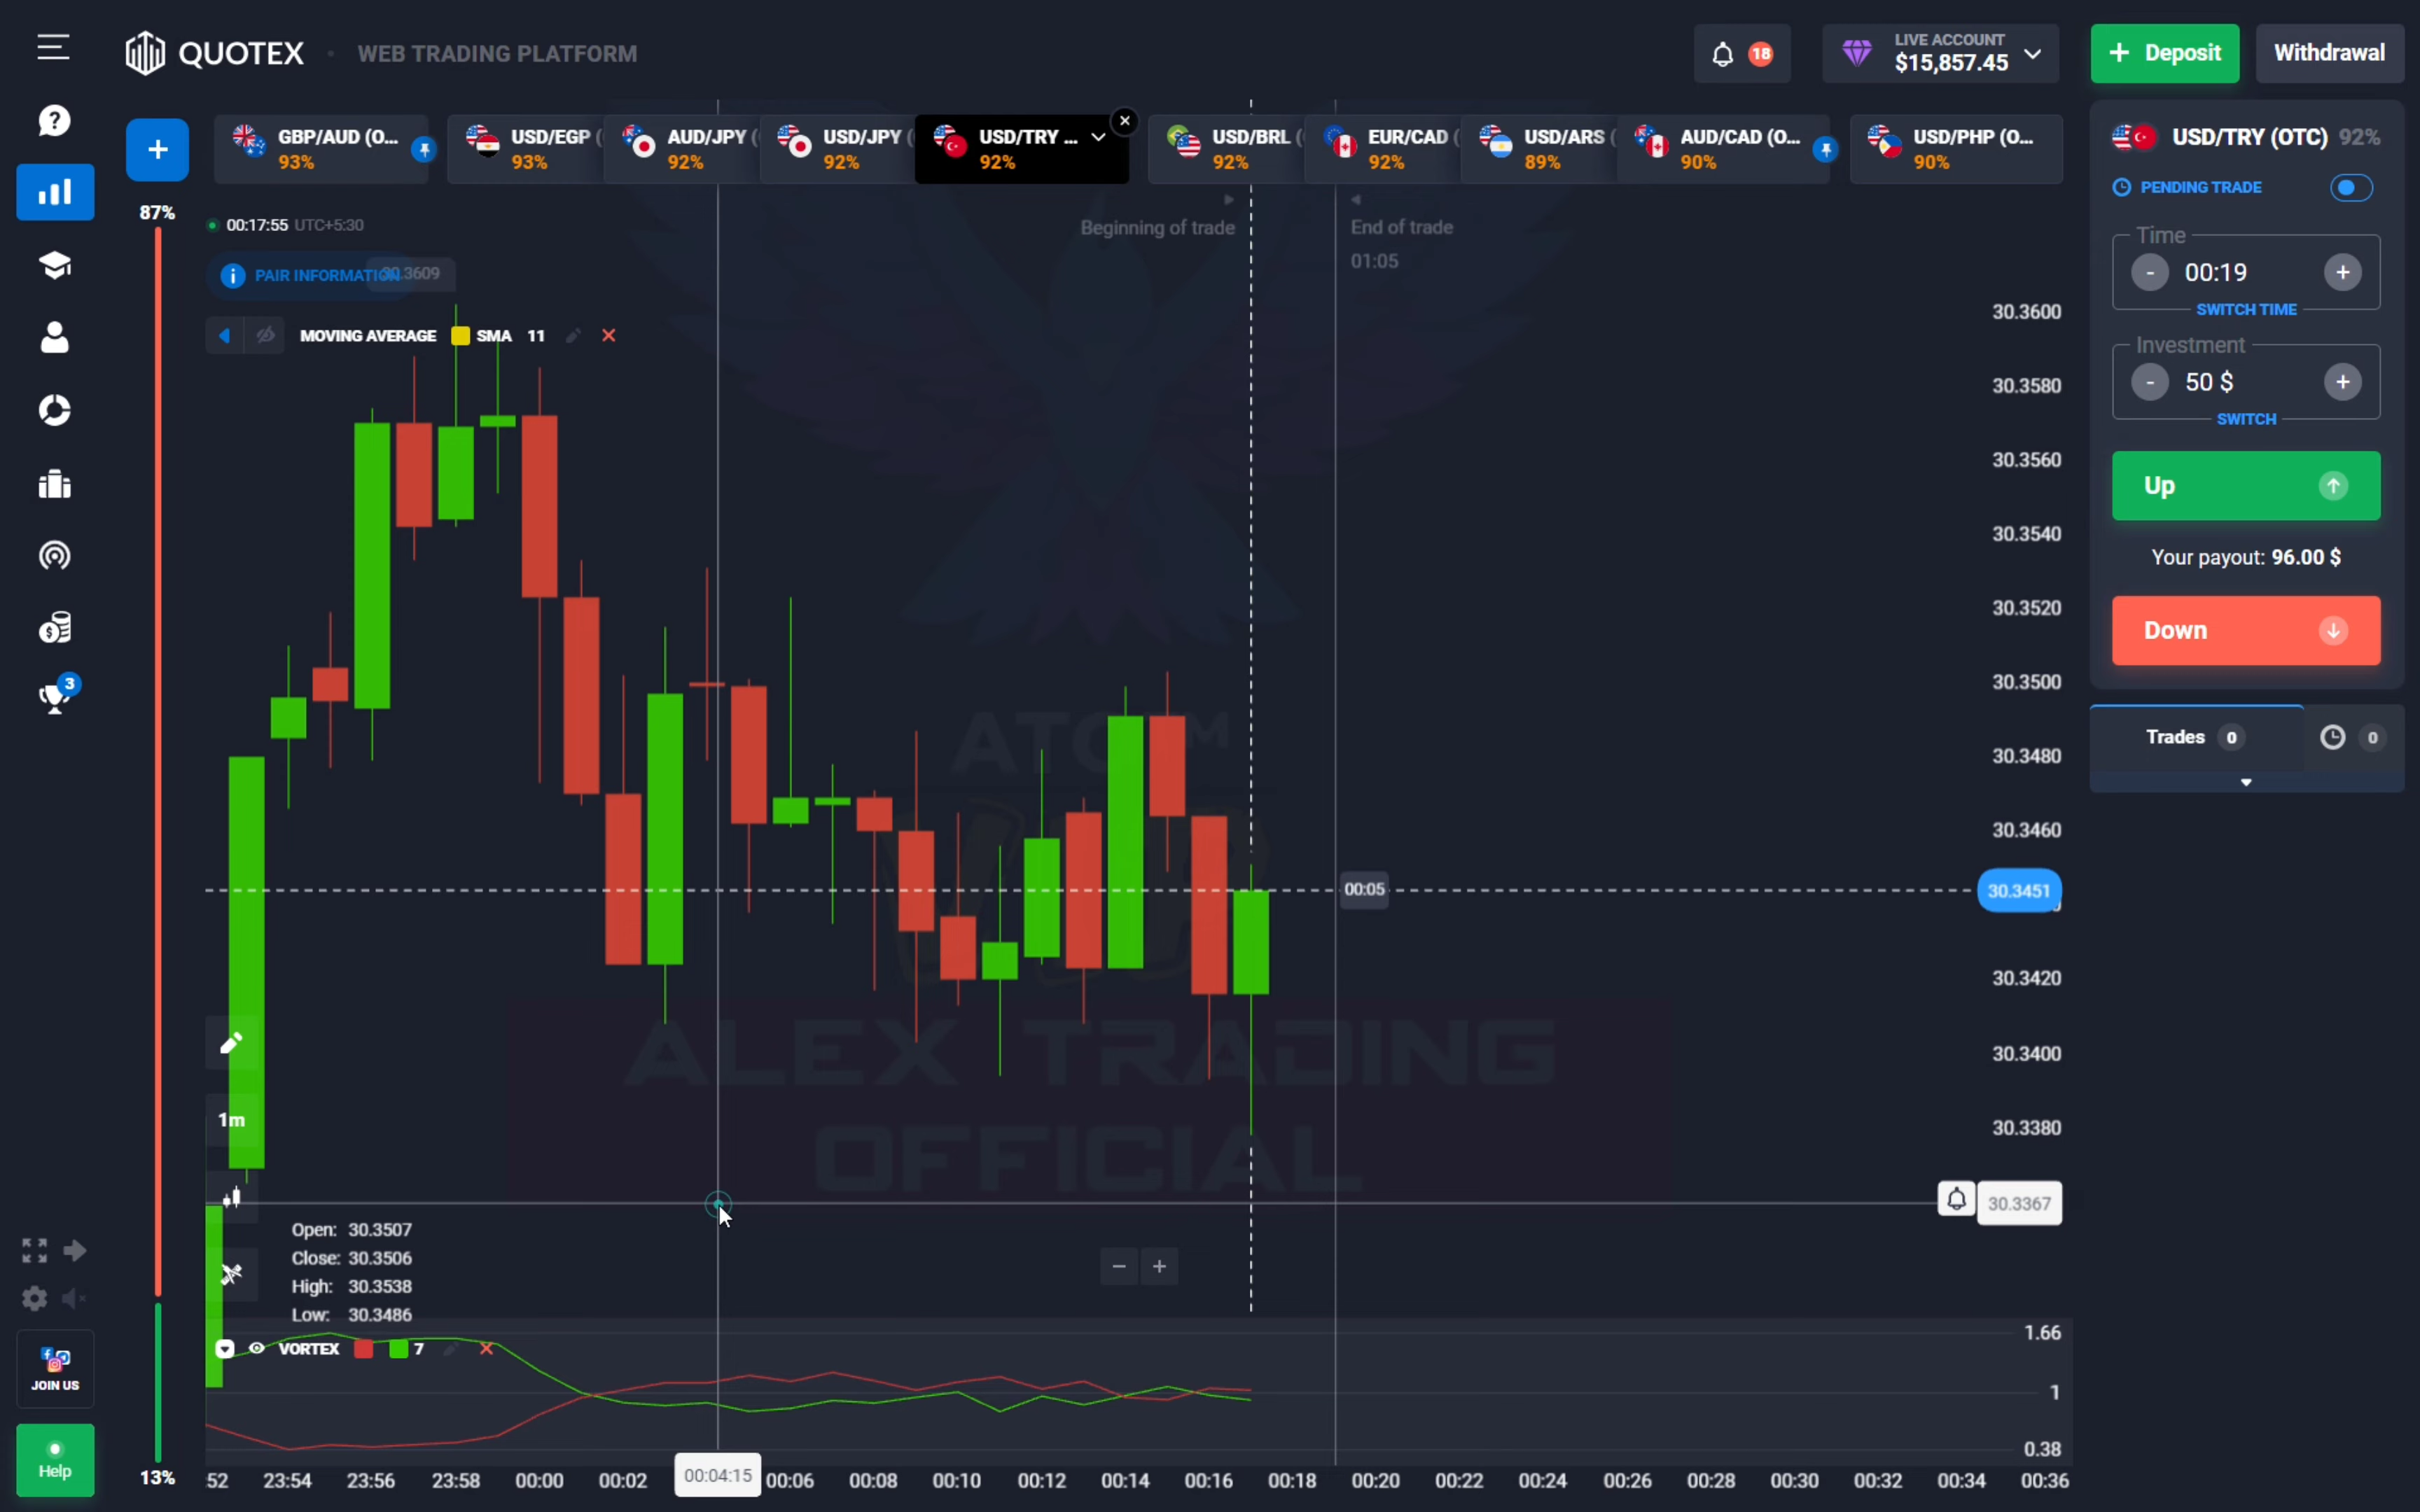 QUOTEX
WEB TRADING PLATFORM
18
LIVE ACCOUNT
$15,857.45
Deposit
Withdrawal
GBP/AUD (O...
93%
USD/EGP (
93%
AUD/JPY (
92%
USD/JPY (
92%
USD/TRY ...
92%
USD/BRL (
92%
EUR/CAD (
92%
USD/ARS (
89%
AUD/CAD (O...
90%
USD/PHP (O...
90%
87%
00:17:55 UTC+5:30
Beginning of trade
End of trade
01:05
PAIR INFORMATION
30.3609
MOVING AVERAGE SMA 11
USD/TRY (OTC) 92%
PENDING TRADE
Time
- 00:19 +
SWITCH TIME
Investment
- 50 $ +
SWITCH
Up
Your payout: 96.00 $
Down
Trades 0
0
3
30.3600
30.3580
30.3560
30.3540
30.3520
30.3500
30.3480
30.3460
00:05
30.3451
30.3420
30.3400
30.3380
30.3367
ALEX TRADING
OFFICIAL
1m
Open: 30.3507
Close: 30.3506
High: 30.3538
Low: 30.3486
VORTEX 7
1.66
1
0.38
JOIN US
Help
13%
:52
23:54
23:56
23:58
00:00
00:02
00:04:15
00:06
00:08
00:10
00:12
00:14
00:16
00:18
00:20
00:22
00:24
00:26
00:28
00:30
00:32
00:34
00:36